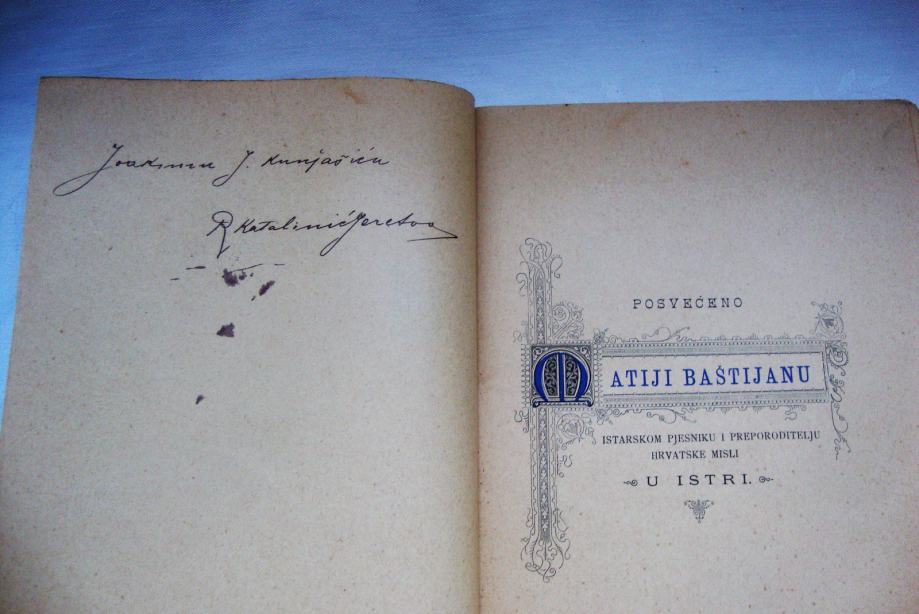 Joakimu J. Kunjašiću
R Katalinić Jeretov
POSVEĆENO
MATIJI BAŠTIJANU
ISTARSKOM PJESNIKU I PREPORODITELJU
HRVATSKE MISLI
U ISTRI.